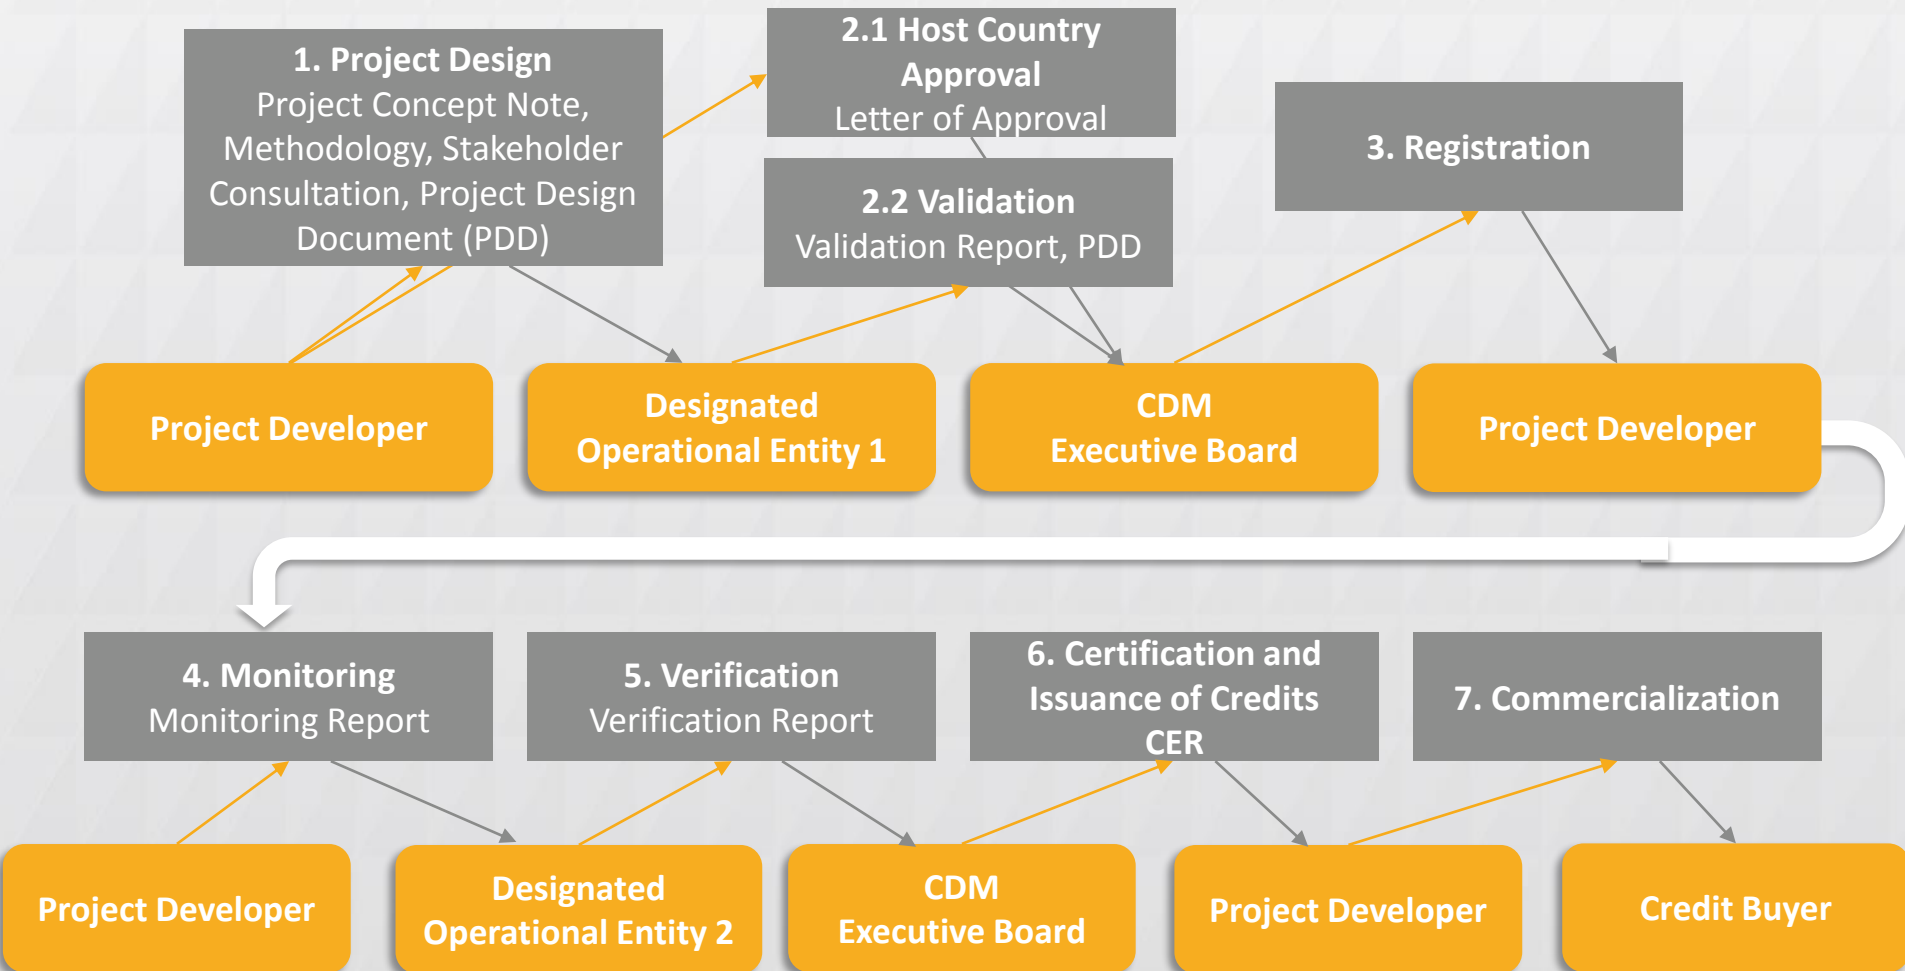 1. Project Design
Project Concept Note,
Methodology, Stakeholder
Consultation, Project Design
Document (PDD)
2.1 Host Country
Approval
Letter of Approval
2.2 Validation
Validation Report, PDD
3. Registration
Project Developer
Designated
Operational Entity 1
CDM
Executive Board
Project Developer
4. Monitoring
Monitoring Report
5. Verification
Verification Report
6. Certification and
Issuance of Credits
CER
7. Commercialization
Project Developer
Designated
Operational Entity 2
CDM
Executive Board
Project Developer
Credit Buyer